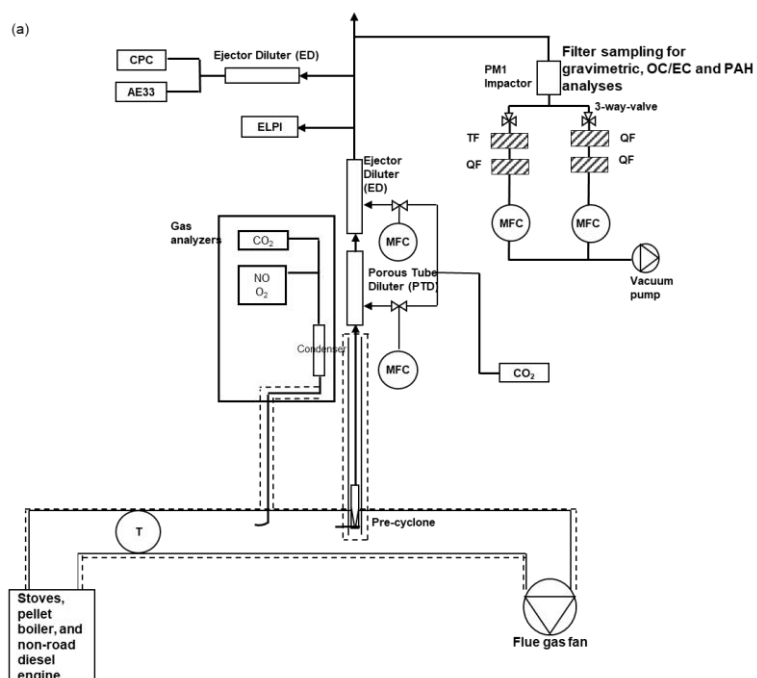 (a)
CPC
AE33
Ejector Diluter (ED)
ELPI
PM1
Impactor
Filter sampling for
gravimetric, OC/EC and PAH
analyses
3-way-valve
TF
QF
QF
QF
MFC
MFC
Vacuum
pump
Ejector
Diluter
(ED)
MFC
Porous Tube
Diluter (PTD)
MFC
CO₂
Gas
analyzers
CO₂
NO
O₂
Condenser
Pre-cyclone
T
Stoves,
pellet
boiler, and
non-road
diesel
engine
Flue gas fan